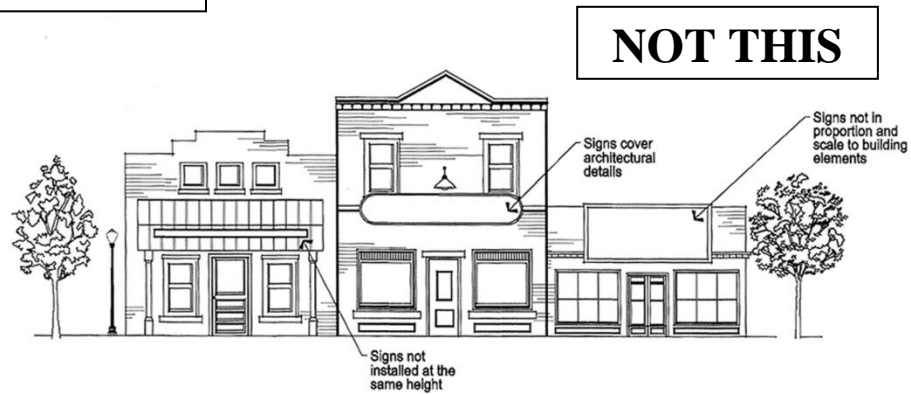 NOT THIS
Signs not in
proportion and
scale to building
elements
Signs cover
architectural
details
Signs not
installed at the
same height